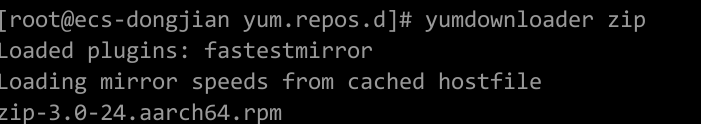 [root@ecs-dongjian yum.repos.d]# yumdownloader zip
Loaded plugins: fastestmirror
Loading mirror speeds from cached hostfile
zip-3.0-24.aarch64.rpm